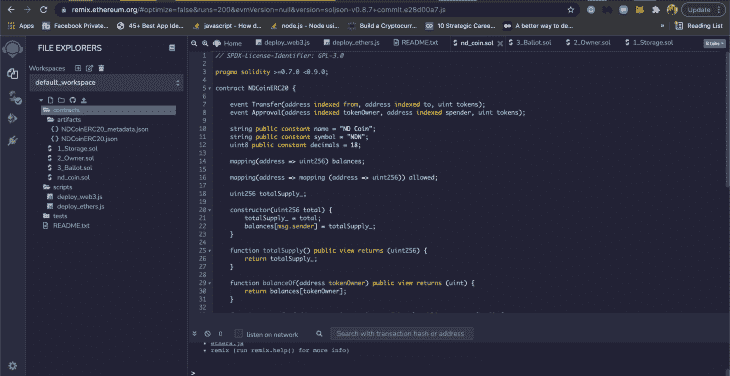 remix.ethereum.org/#optimize=false&runs=200&evmVersion=null&version=soljson-v0.8.7+commit.e28d00a7.js
Update
Apps
Facebook Private...
45+ Best App Ide...
javascript - How d...
node.js - Node usi...
Build a Cryptocurr...
10 Strategic Career...
A better way to de...
»
Reading List
FILE EXPLORERS
Workspaces
default_workspace
contracts
artifacts
NDCoinERC20_metadata.json
NDCoinERC20.json
1_Storage.sol
2_Owner.sol
3_Ballot.sol
nd_coin.sol
scripts
deploy_web3.js
deploy_ethers.js
tests
README.txt
Home
deploy_web3.js
deploy_ethers.js
README.txt
nd_coin.sol
3_Ballot.sol
2_Owner.sol
1_Storage.sol
1 // SPDX-License-Identifier: GPL-3.0
2
3 pragma solidity >=0.7.0 <0.9.0;
4
5 contract NDCoinERC20 {
6
7 event Transfer(address indexed from, address indexed to, uint tokens);
8 event Approval(address indexed tokenOwner, address indexed spender, uint tokens);
9
10 string public constant name = "ND Coin";
11 string public constant symbol = "NDN";
12 uint8 public constant decimals = 18;
13
14 mapping(address => uint256) balances;
15
16 mapping(address => mapping (address => uint256)) allowed;
17
18 uint256 totalSupply_;
19
20 constructor(uint256 total) {
21 totalSupply_ = total;
22 balances[msg.sender] = totalSupply_;
23 }
24
25 function totalSupply() public view returns (uint256) {
26 return totalSupply_;
27 }
28
29 function balanceOf(address tokenOwner) public view returns (uint) {
30 return balances[tokenOwner];
31 }
32
0
listen on network
Search with transaction hash or address
• ethers.js
• remix (run remix.help() for more info)
>